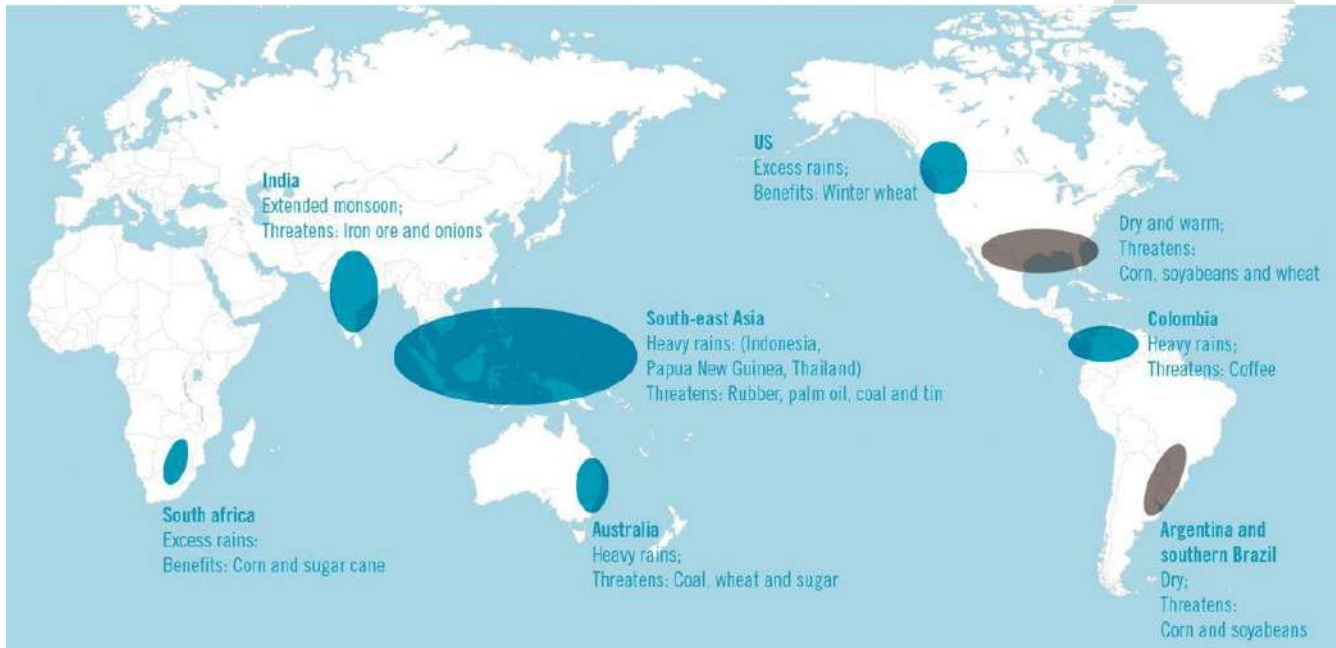 US
Excess rains;
Benefits: Winter wheat
India
Extended monsoon;
Threatens: Iron ore and onions
Dry and warm;
Threatens:
Corn, soyabeans and wheat
South-east Asia
Heavy rains: (Indonesia,
Papua New Guinea, Thailand)
Threatens: Rubber, palm oil, coal and tin
Colombia
Heavy rains;
Threatens: Coffee
South africa
Excess rains:
Benefits: Corn and sugar cane
Australia
Heavy rains;
Threatens: Coal, wheat and sugar
Argentina and
southern Brazil
Dry;
Threatens:
Corn and soyabeans